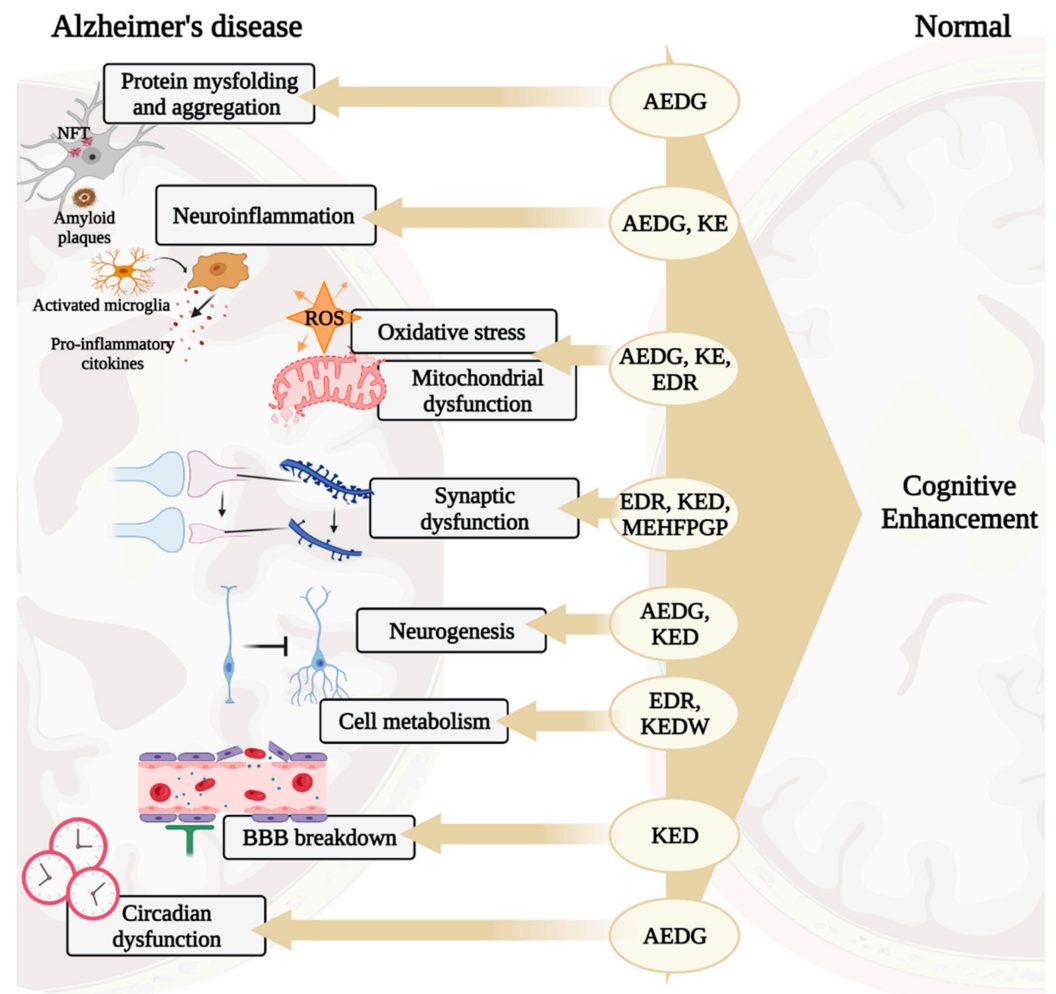 Alzheimer's disease
Normal
Protein mysfolding
and aggregation
AEDG
NFT
Amyloid
plaques
Neuroinflammation
AEDG, KE
Activated microglia
Pro-inflammatory
citokines
ROS
Oxidative stress
Mitochondrial
dysfunction
AEDG, KE,
EDR
Synaptic
dysfunction
EDR, KED,
MEHFPGP
Cognitive
Enhancement
Neurogenesis
AEDG,
KED
Cell metabolism
EDR,
KEDW
BBB breakdown
KED
Circadian
dysfunction
AEDG